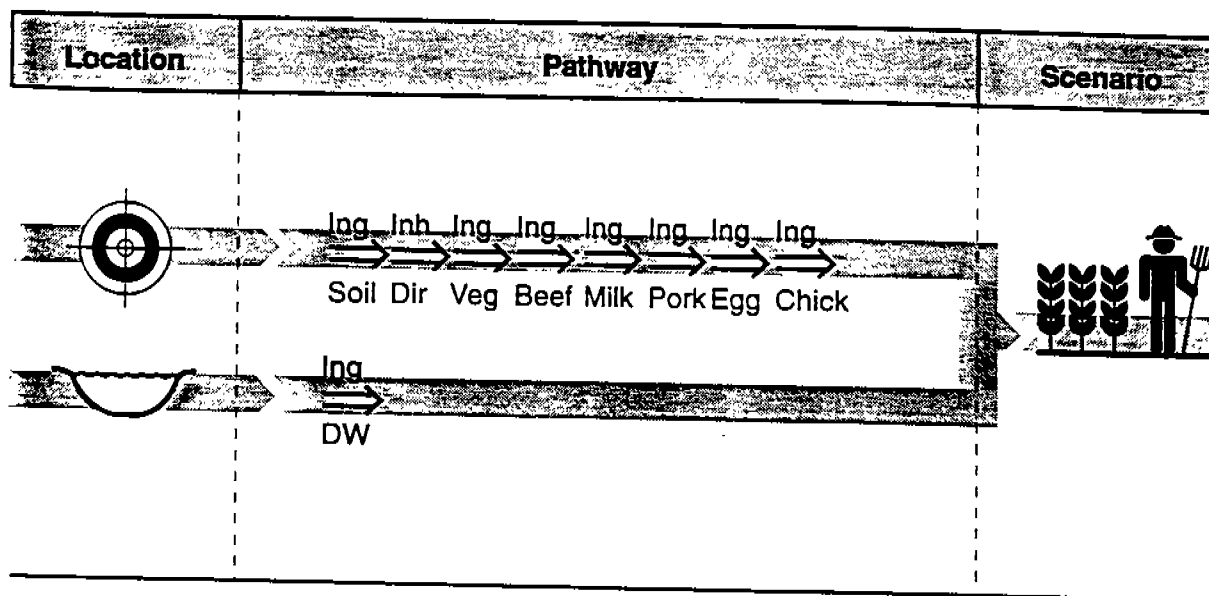 Location Pathway Scenario
Ing Inh Ing Ing Ing Ing Ing Ing
Soil Dir Veg Beef Milk Pork Egg Chick
Ing
DW